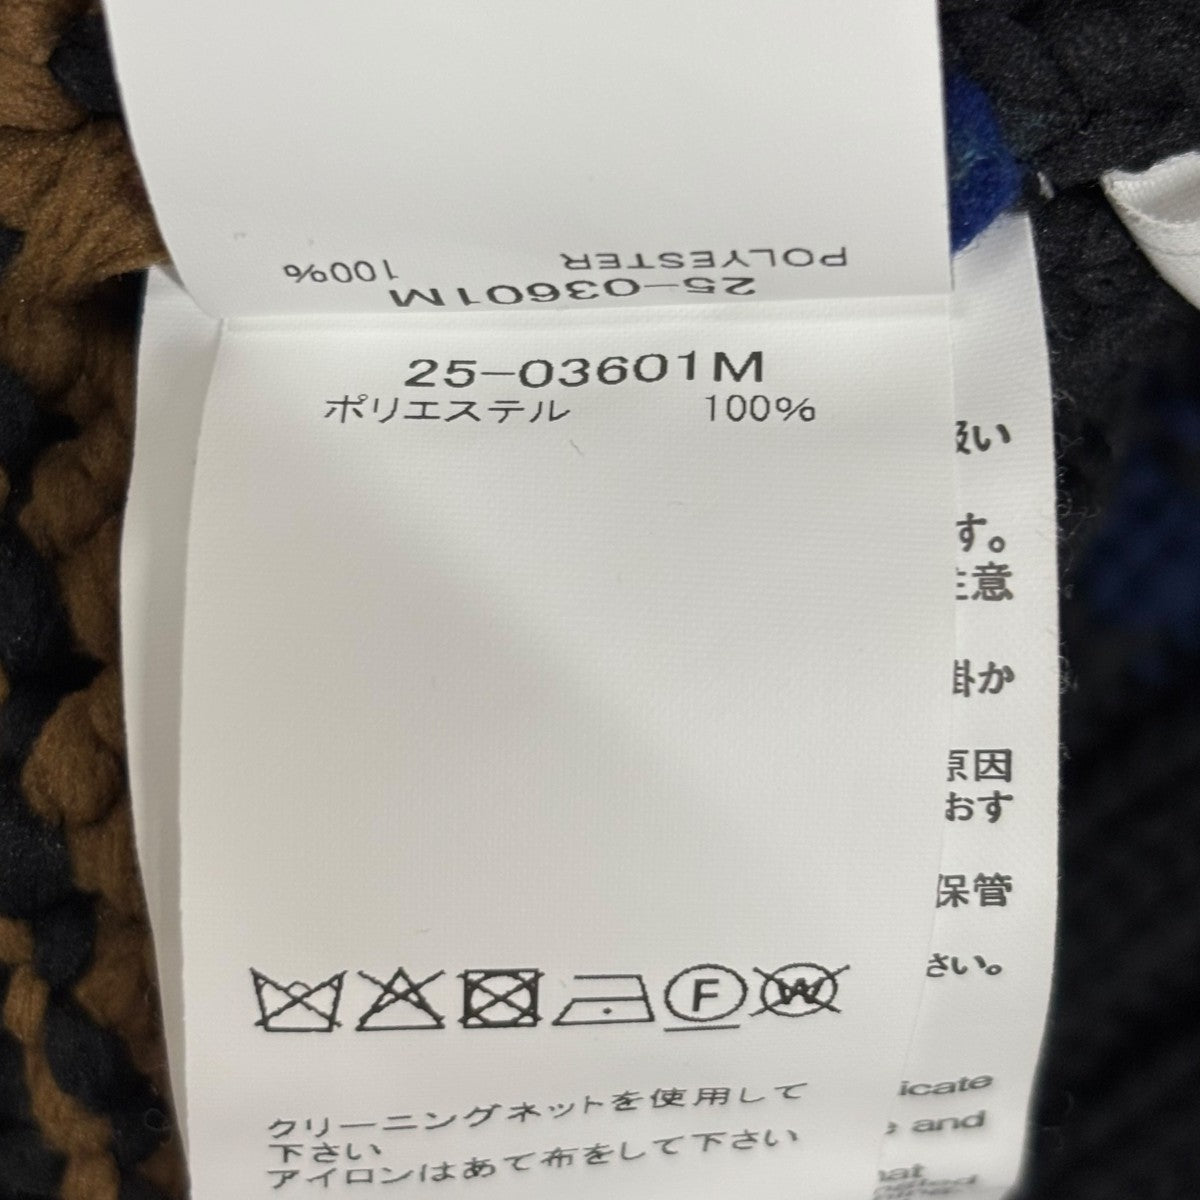 POLYESTER 100%
25-03601M
25-03601M
ポリエステル 100%
F
W
クリーニングネットを使用して
下さい
アイロンはあて布をして下さい
扱い
す。
注意
掛か
原因
おす
保管
さい。
icate
and